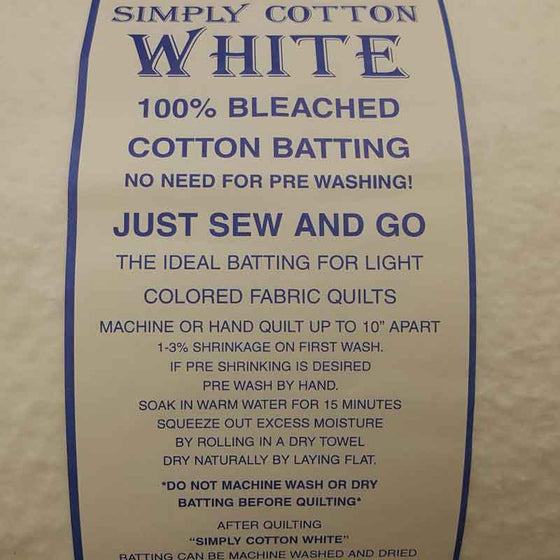 SIMPLY COTTON
WHITE
100% BLEACHED
COTTON BATTING
NO NEED FOR PRE WASHING!
JUST SEW AND GO
THE IDEAL BATTING FOR LIGHT
COLORED FABRIC QUILTS
MACHINE OR HAND QUILT UP TO 10” APART
1-3% SHRINKAGE ON FIRST WASH.
IF PRE SHRINKING IS DESIRED
PRE WASH BY HAND.
SOAK IN WARM WATER FOR 15 MINUTES
SQUEEZE OUT EXCESS MOISTURE
BY ROLLING IN A DRY TOWEL
DRY NATURALLY BY LAYING FLAT.
*DO NOT MACHINE WASH OR DRY
BATTING BEFORE QUILTING*
AFTER QUILTING
“SIMPLY COTTON WHITE”
BATTING CAN BE MACHINE WASHED AND DRIED